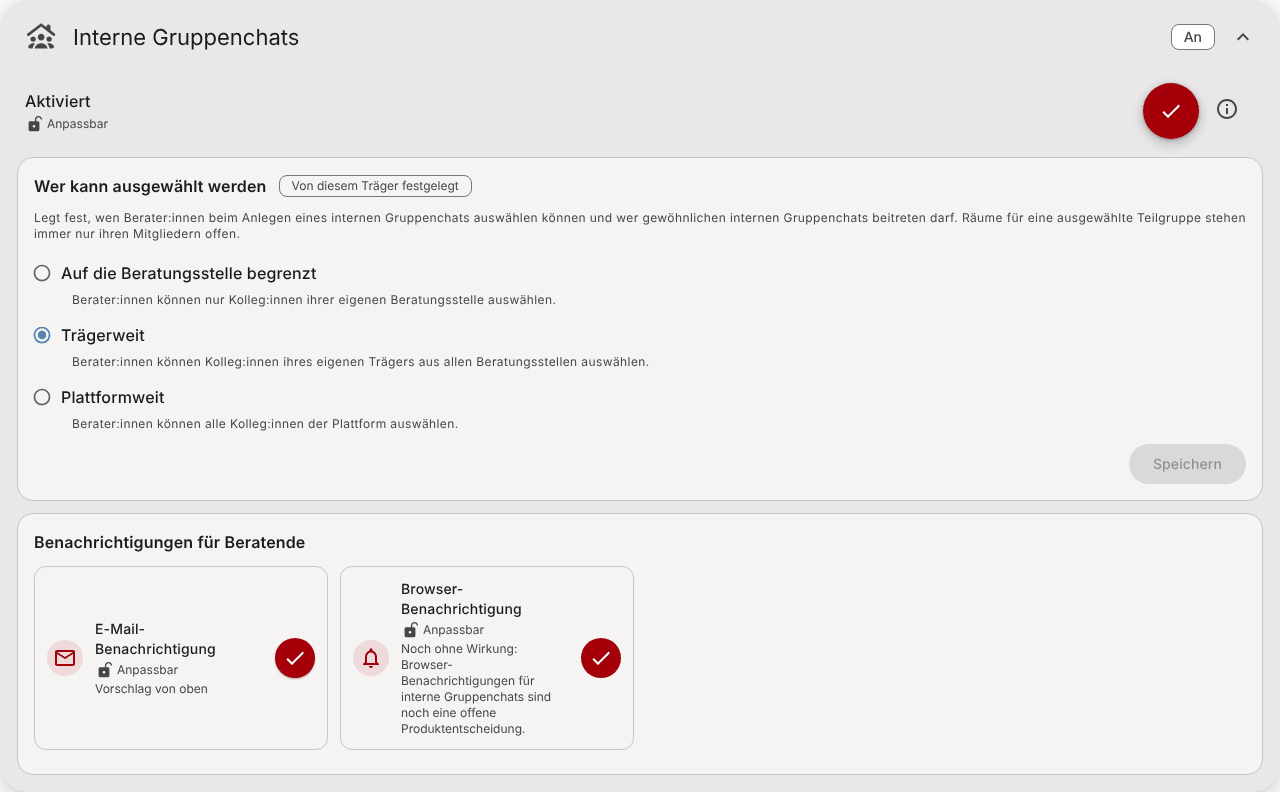 Interne Gruppenchats
An
Aktiviert
Anpassbar
Wer kann ausgewählt werden
Von diesem Träger festgelegt
Legt fest, wen Berater:innen beim Anlegen eines internen Gruppenchats auswählen können und wer gewöhnlichen internen Gruppenchats beitreten darf. Räume für eine ausgewählte Teilgruppe stehen
immer nur ihren Mitgliedern offen.
Auf die Beratungsstelle begrenzt
Berater:innen können nur Kolleg:innen ihrer eigenen Beratungsstelle auswählen.
Trägerweit
Berater:innen können Kolleg:innen ihres eigenen Trägers aus allen Beratungsstellen auswählen.
Plattformweit
Berater:innen können alle Kolleg:innen der Plattform auswählen.
Speichern
Benachrichtigungen für Beratende
E-Mail-
Benachrichtigung
Anpassbar
Vorschlag von oben
Browser-
Benachrichtigung
Anpassbar
Noch ohne Wirkung:
Browser-
Benachrichtigungen für
interne Gruppenchats sind
noch eine offene
Produktentscheidung.